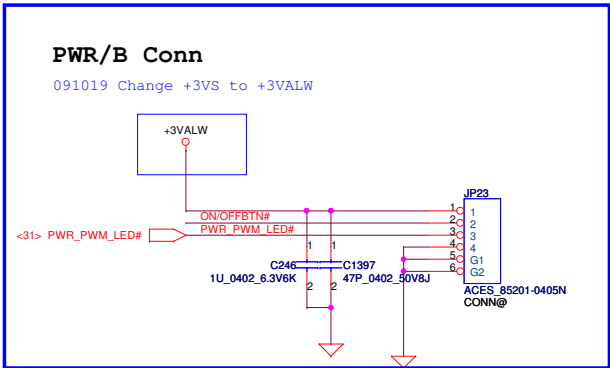 PWR/B Conn
091019 Change +3VS to +3VALW
+3VALW
JP23
ON/OFFBTN#
<31> PWR_PWM_LED#
PWR_PWM_LED#
1 1
2 2
3 3
4 4
5 G1
6 G2
1 1
C246 C1397
1U_0402_6.3V6K 47P_0402_50V8J
2 2
ACES_85201-0405N
CONN@